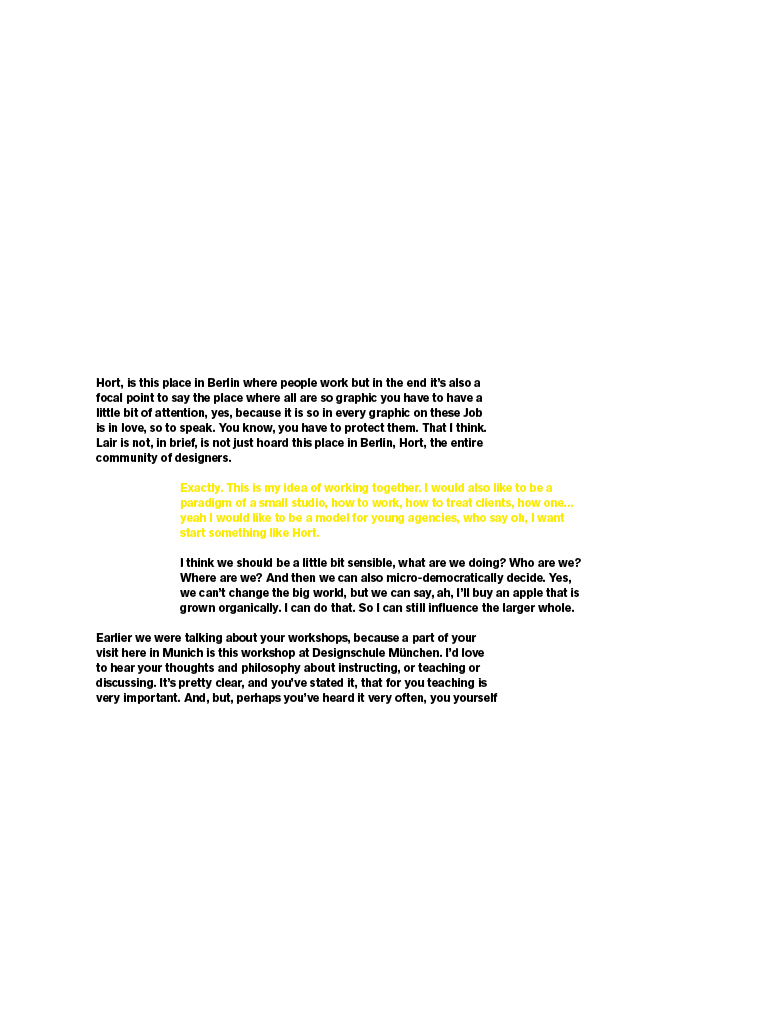 Hort, is this place in Berlin where people work but in the end it’s also a
focal point to say the place where all are so graphic you have to have a
little bit of attention, yes, because it is so in every graphic on these Job
is in love, so to speak. You know, you have to protect them. That I think.
Lair is not, in brief, is not just hoard this place in Berlin, Hort, the entire
community of designers.
Exactly. This is my idea of working together. I would also like to be a
paradigm of a small studio, how to work, how to treat clients, how one...
yeah I would like to be a model for young agencies, who say oh, I want
start something like Hort.
I think we should be a little bit sensible, what are we doing? Who are we?
Where are we? And then we can also micro-democratically decide. Yes,
we can’t change the big world, but we can say, ah, I’ll buy an apple that is
grown organically. I can do that. So I can still influence the larger whole.
Earlier we were talking about your workshops, because a part of your
visit here in Munich is this workshop at Designschule München. I’d love
to hear your thoughts and philosophy about instructing, or teaching or
discussing. It’s pretty clear, and you’ve stated it, that for you teaching is
very important. And, but, perhaps you’ve heard it very often, you yourself